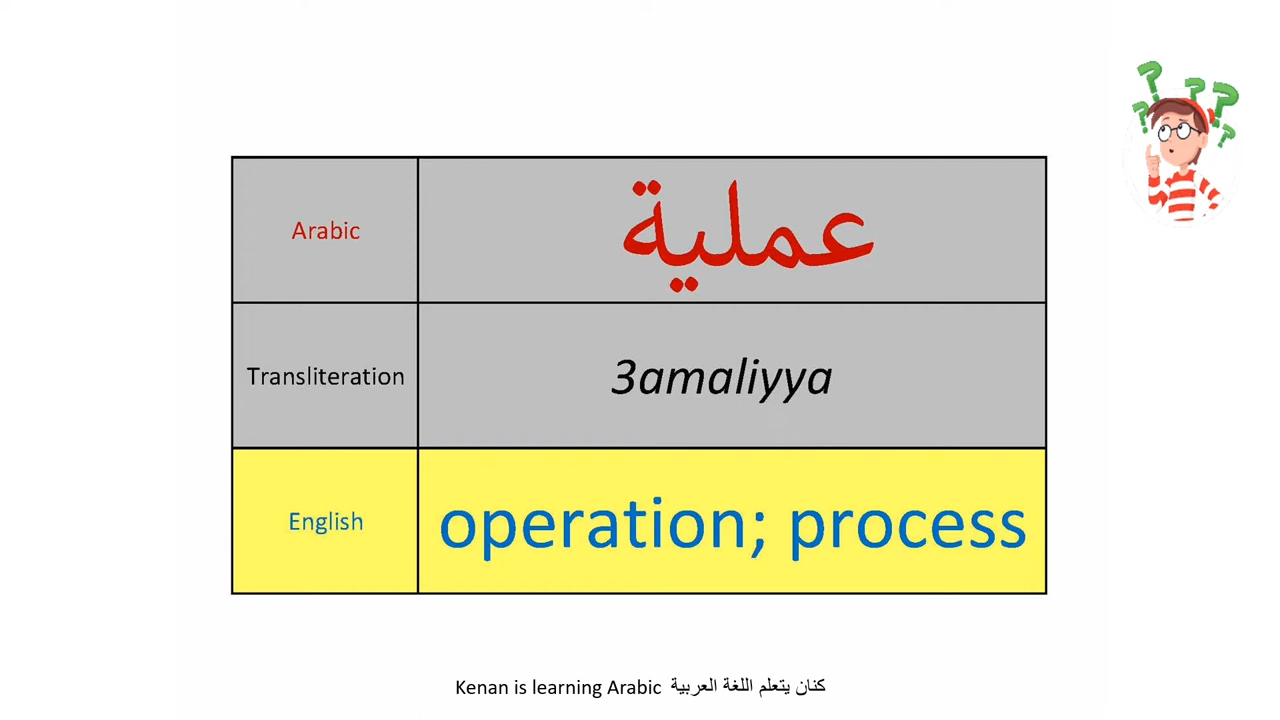 Arabic عملية
Transliteration 3amaliyya
English operation; process
Kenan is learning Arabic كنان يتعلم اللغة العربية